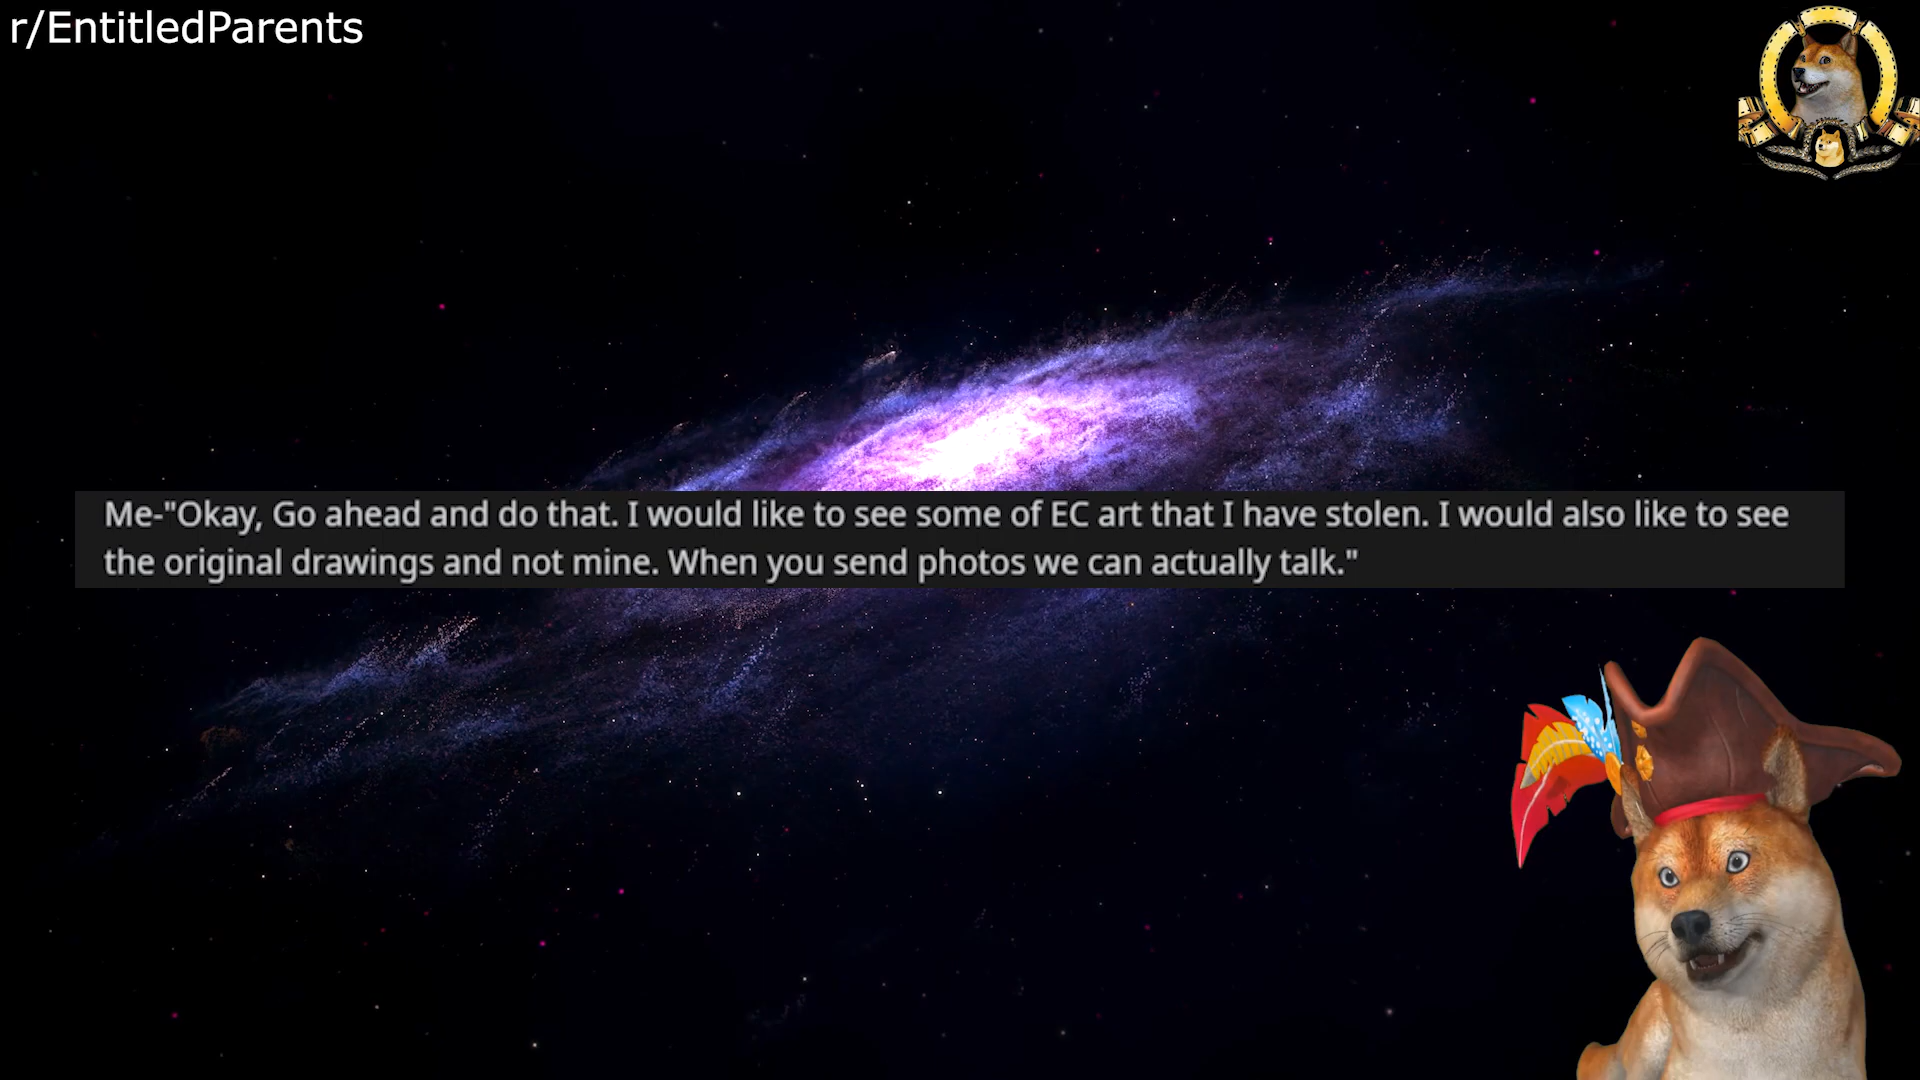 r/EntitledParents
Me-"Okay, Go ahead and do that. I would like to see some of EC art that I have stolen. I would also like to see
the original drawings and not mine. When you send photos we can actually talk."